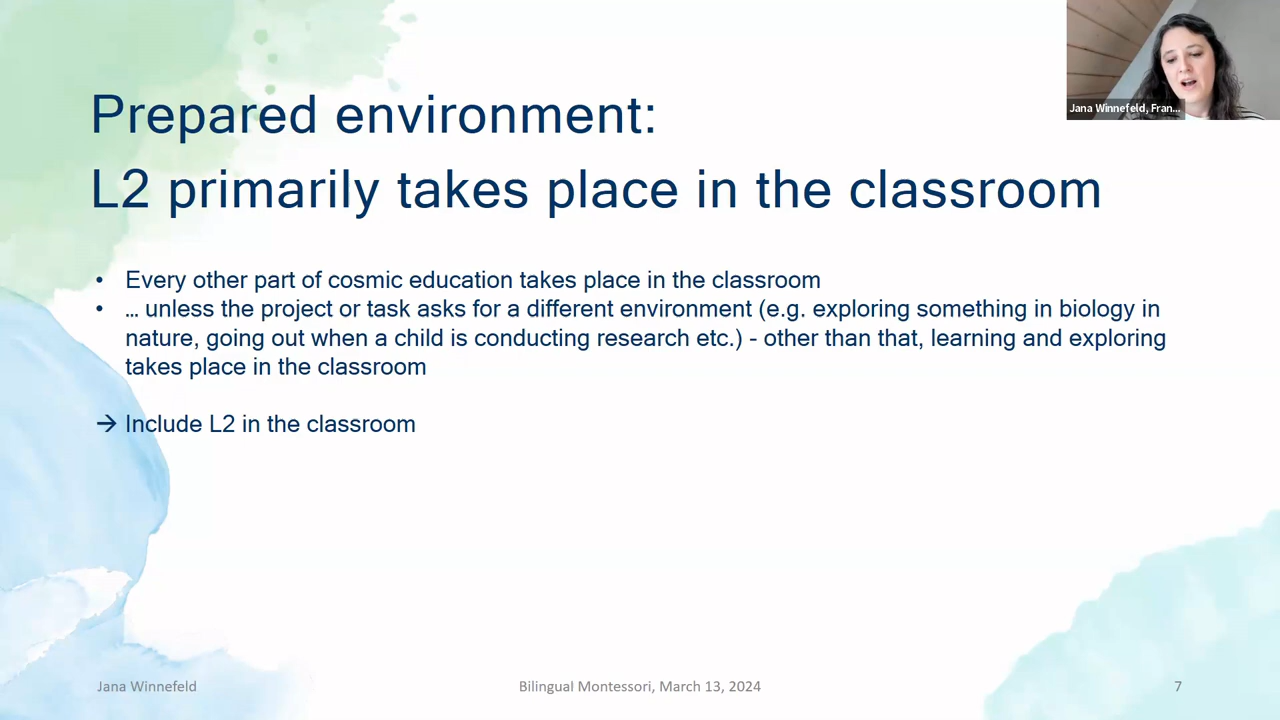 Jana Winnefeld, Fran...
Prepared environment:
L2 primarily takes place in the classroom
• Every other part of cosmic education takes place in the classroom
• … unless the project or task asks for a different environment (e.g. exploring something in biology in
nature, going out when a child is conducting research etc.) - other than that, learning and exploring
takes place in the classroom
→ Include L2 in the classroom
Jana Winnefeld
Bilingual Montessori, March 13, 2024
7